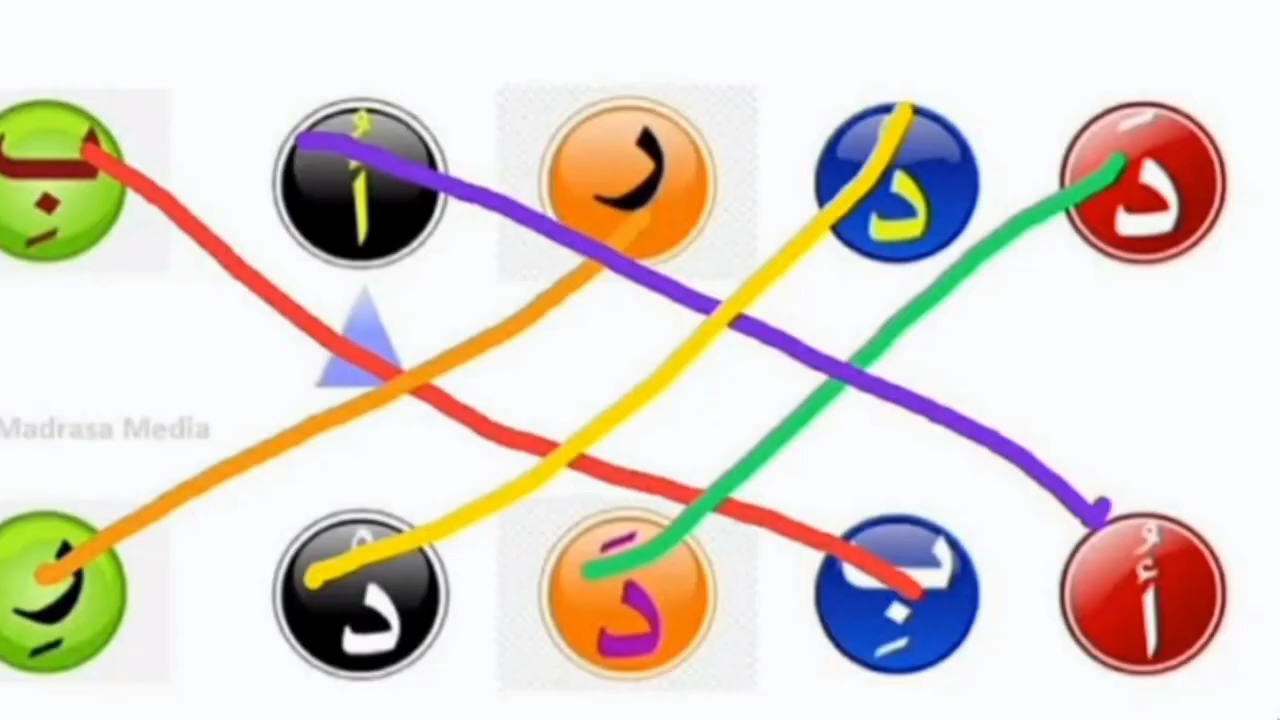 دَ د ر أُ بِ
Madrasa Media
أُ بِ دَ دُ رِ